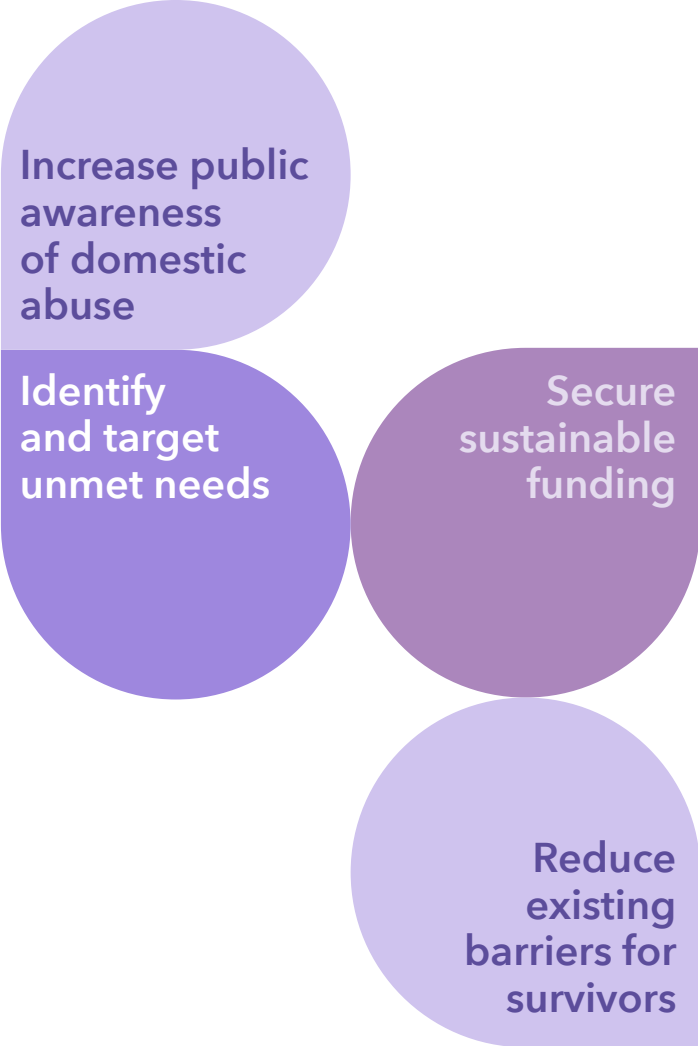 Increase public
awareness
of domestic
abuse
Identify
and target
unmet needs
Secure
sustainable
funding
Reduce
existing
barriers for
survivors